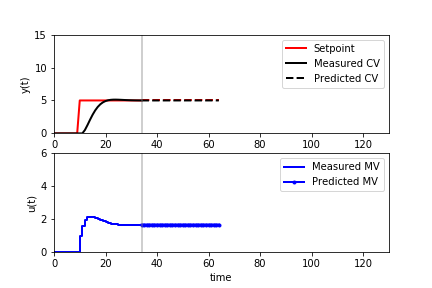 15
10
5
0
y(t)
Setpoint
Measured CV
Predicted CV
0 20 40 60 80 100 120
6
4
2
0
u(t)
Measured MV
Predicted MV
0 20 40 60 80 100 120
time